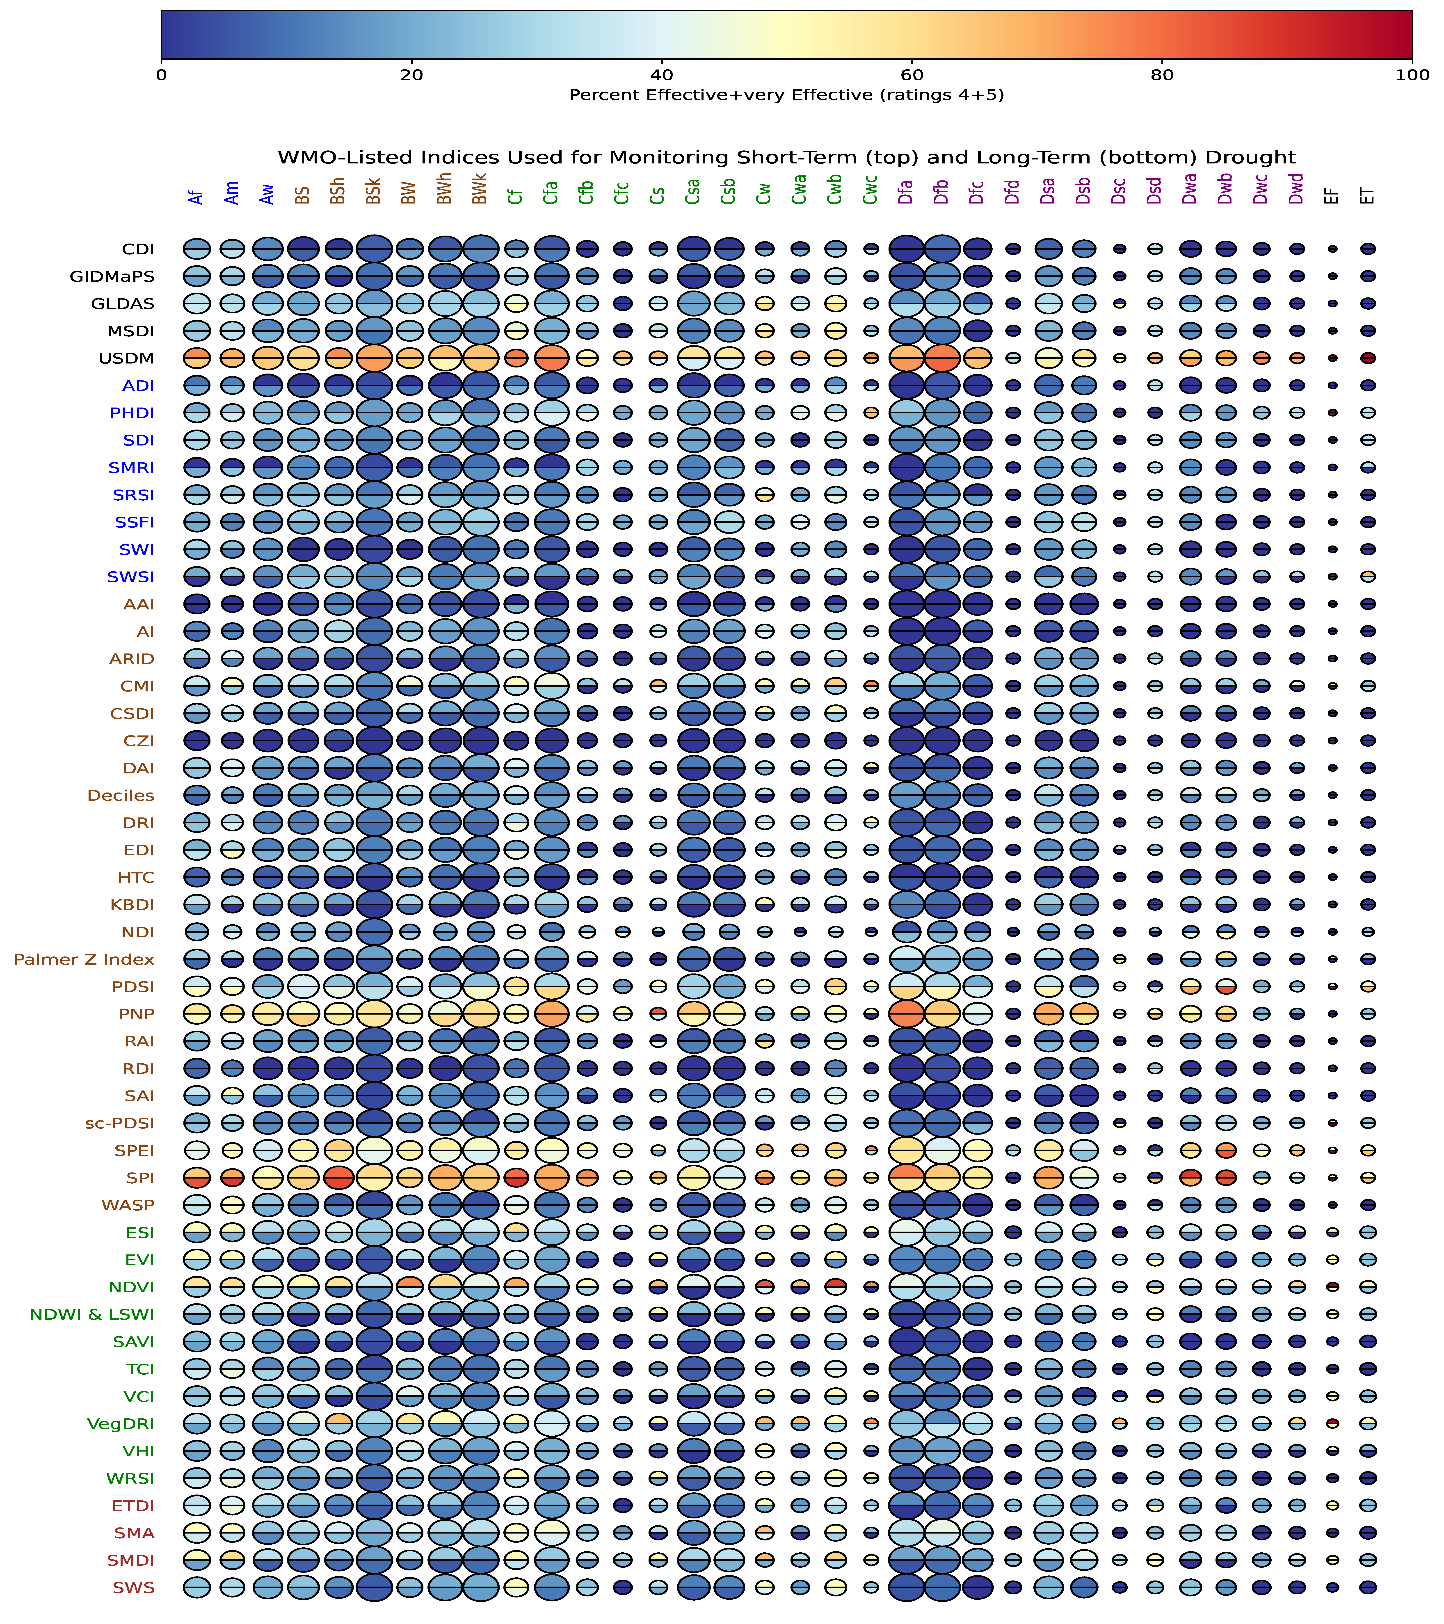 0 20 40 60 80 100
Percent Effective+very Effective (ratings 4+5)
WMO-Listed Indices Used for Monitoring Short-Term (top) and Long-Term (bottom) Drought
Af Am Aw BS BSh BSk BW BWh BWk Cf Cfa Cfb Cfc Cs Csa Csb Cw Cwa Cwb Cwc Dfa Dfb Dfc Dfd Dsa Dsb Dsc Dsd Dwa Dwb Dwc Dwd EF ET
CDI
GIDMaPS
GLDAS
MSDI
USDM
ADI
PHDI
SDI
SMRI
SRSI
SSFI
SWI
SWSI
AAI
AI
ARID
CMI
CSDI
CZI
DAI
Deciles
DRI
EDI
HTC
KBDI
NDI
Palmer Z Index
PDSI
PNP
RAI
RDI
SAI
sc-PDSI
SPEI
SPI
WASP
ESI
EVI
NDVI
NDWI & LSWI
SAVI
TCI
VCI
VegDRI
VHI
WRSI
ETDI
SMA
SMDI
SWS